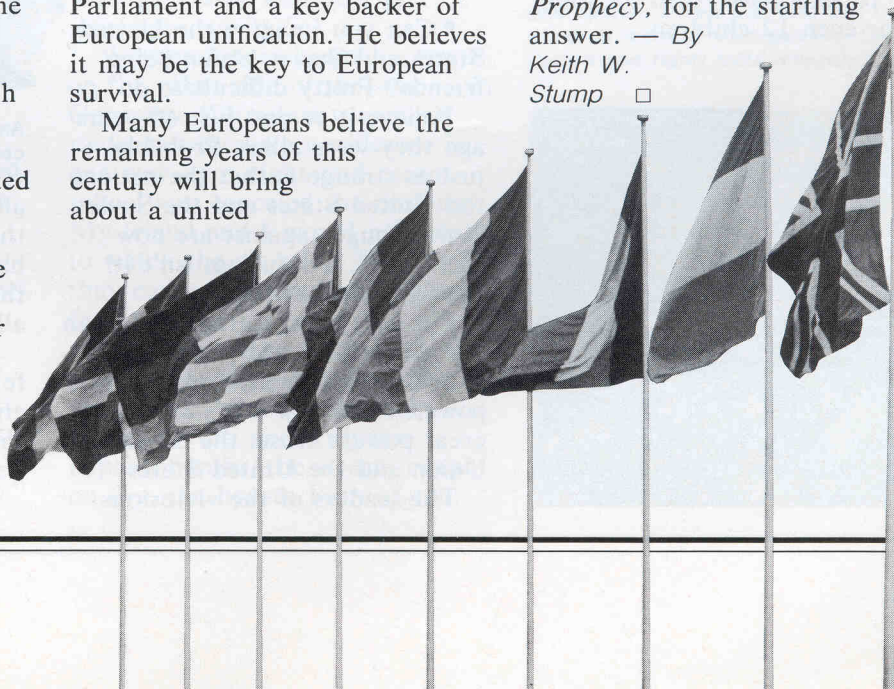 Parliament and a key backer of
European unification. He believes
it may be the key to European
survival.
Many Europeans believe the
remaining years of this
century will bring
about a united
Prophecy, for the startling
answer. — By
Keith W.
Stump □